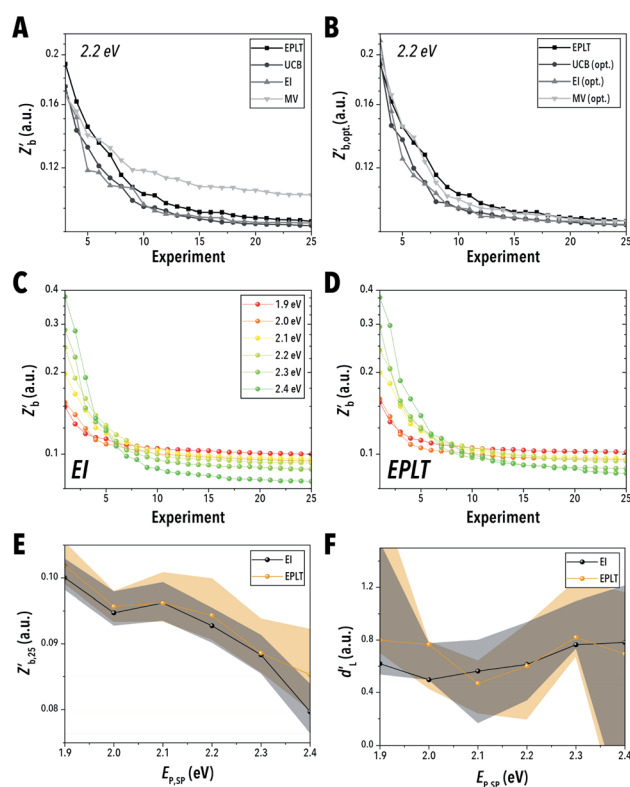 A
2.2 eV
EPLT
UCB
EI
MV
0.2
0.16
0.12
Z'b (a.u.)
5 10 15 20 25
Experiment
B
2.2 eV
EPLT
UCB (opt.)
EI (opt.)
MV (opt.)
0.2
0.16
0.12
Z'b,opt. (a.u.)
5 10 15 20 25
Experiment
C
0.4
0.3
0.2
0.1
Z'b (a.u.)
1.9 eV
2.0 eV
2.1 eV
2.2 eV
2.3 eV
2.4 eV
EI
5 10 15 20 25
Experiment
D
0.4
0.3
0.2
0.1
Z'b (a.u.)
EPLT
5 10 15 20 25
Experiment
E
EI
EPLT
0.10
0.09
0.08
Z'b,25 (a.u.)
1.9 2.0 2.1 2.2 2.3 2.4
EP,SP (eV)
F
EI
EPLT
1.2
0.8
0.4
0.0
d'L (a.u.)
1.9 2.0 2.1 2.2 2.3 2.4
EP,SP (eV)